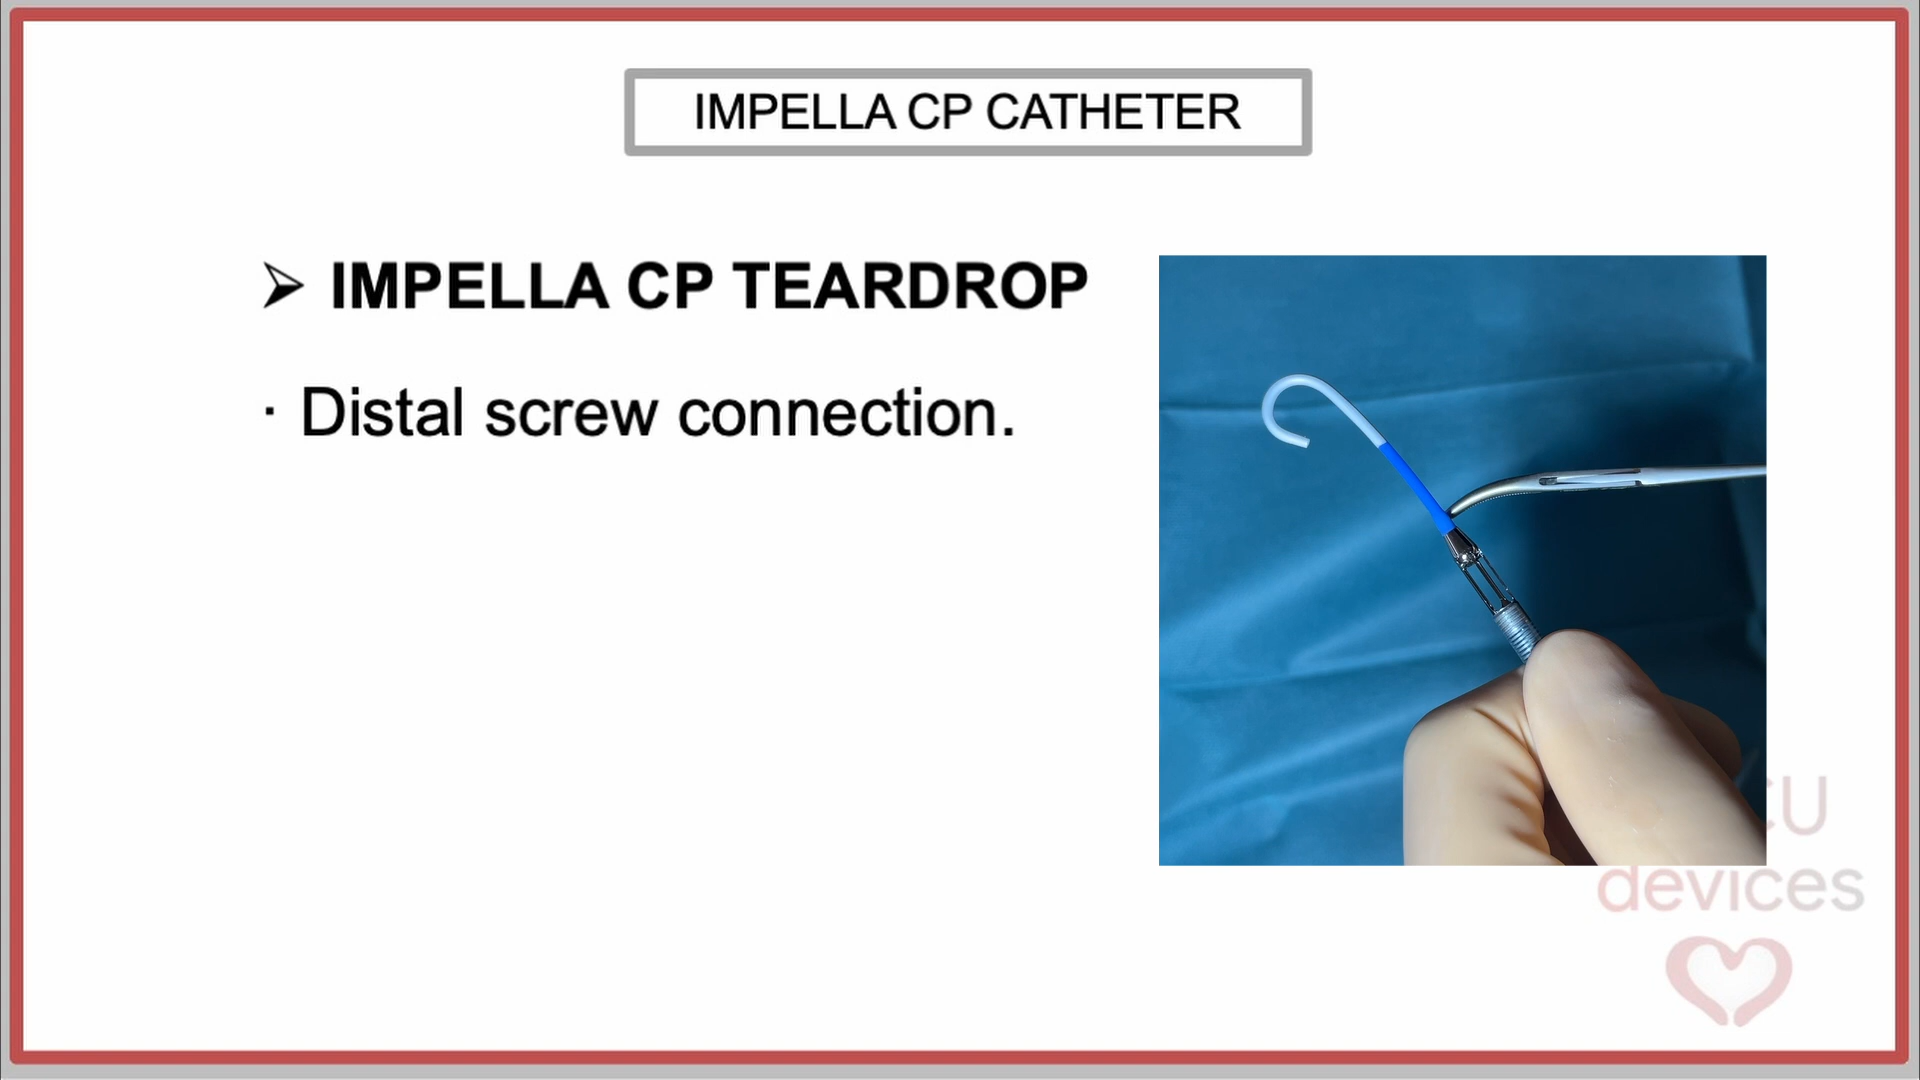 IMPELLA CP CATHETER
➢ IMPELLA CP TEARDROP
· Distal screw connection.
devices